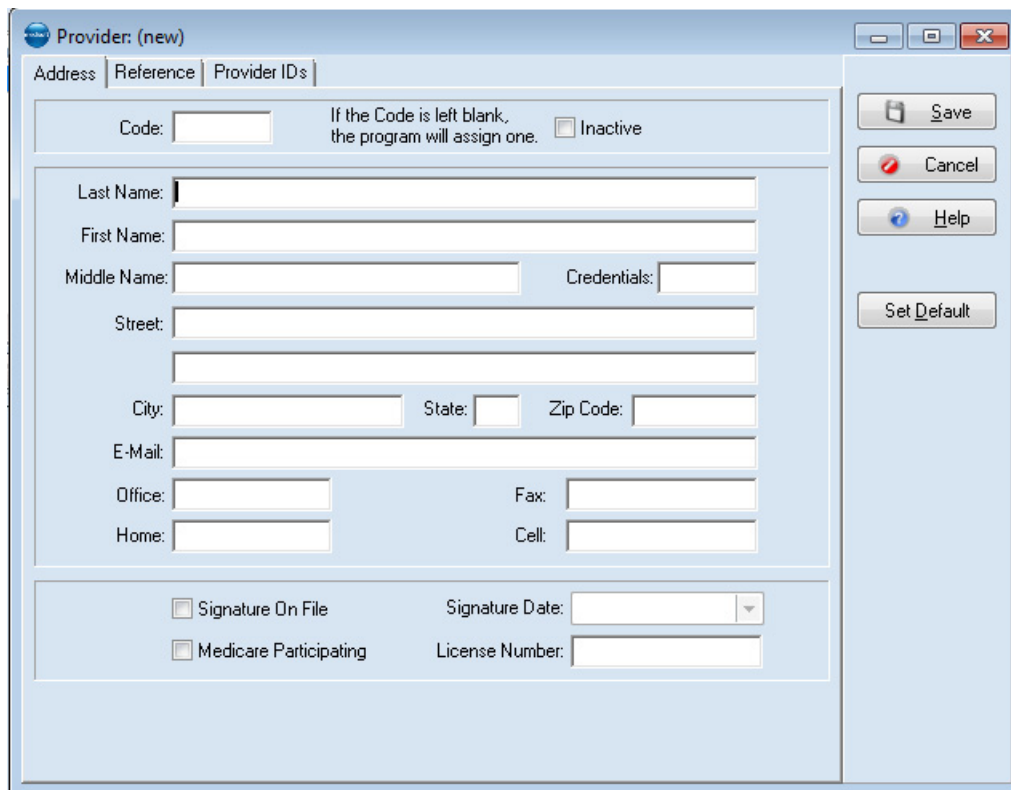 Provider: (new)
Address Reference Provider IDs
Code: If the Code is left blank,
the program will assign one. Inactive
Last Name:
First Name:
Middle Name: Credentials:
Street:
City: State: Zip Code:
E-Mail:
Office: Fax:
Home: Cell:
Signature On File Signature Date:
Medicare Participating License Number:
Save
Cancel
Help
Set Default